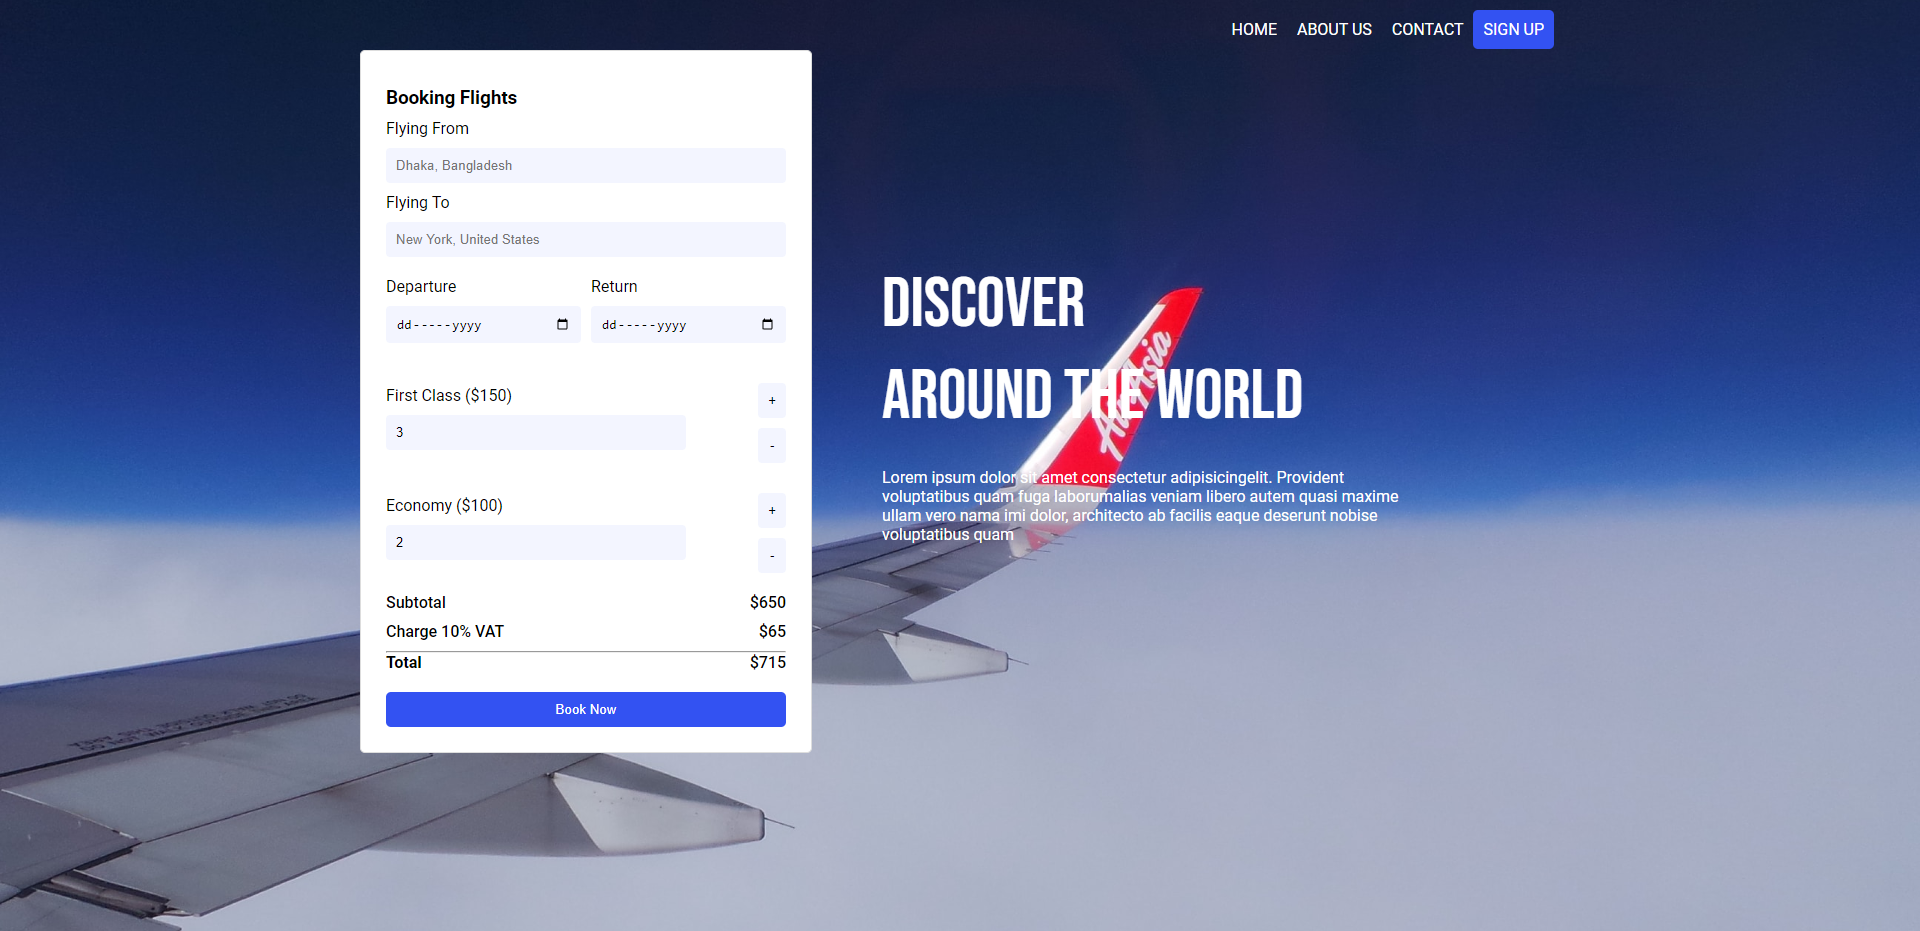 HOME ABOUT US CONTACT SIGN UP
Booking Flights
Flying From
Dhaka, Bangladesh
Flying To
New York, United States
Departure Return
dd-----yyyy dd-----yyyy
First Class ($150)
+
3
-
Economy ($100)
+
2
-
Subtotal $650
Charge 10% VAT $65
Total $715
Book Now
DISCOVER
AROUND THE WORLD
AirAsia
Lorem ipsum dolor sit amet consectetur adipisicingelit. Provident
voluptatibus quam fuga laborumalias veniam libero autem quasi maxime
ullam vero nama imi dolor, architecto ab facilis eaque deserunt nobise
voluptatibus quam